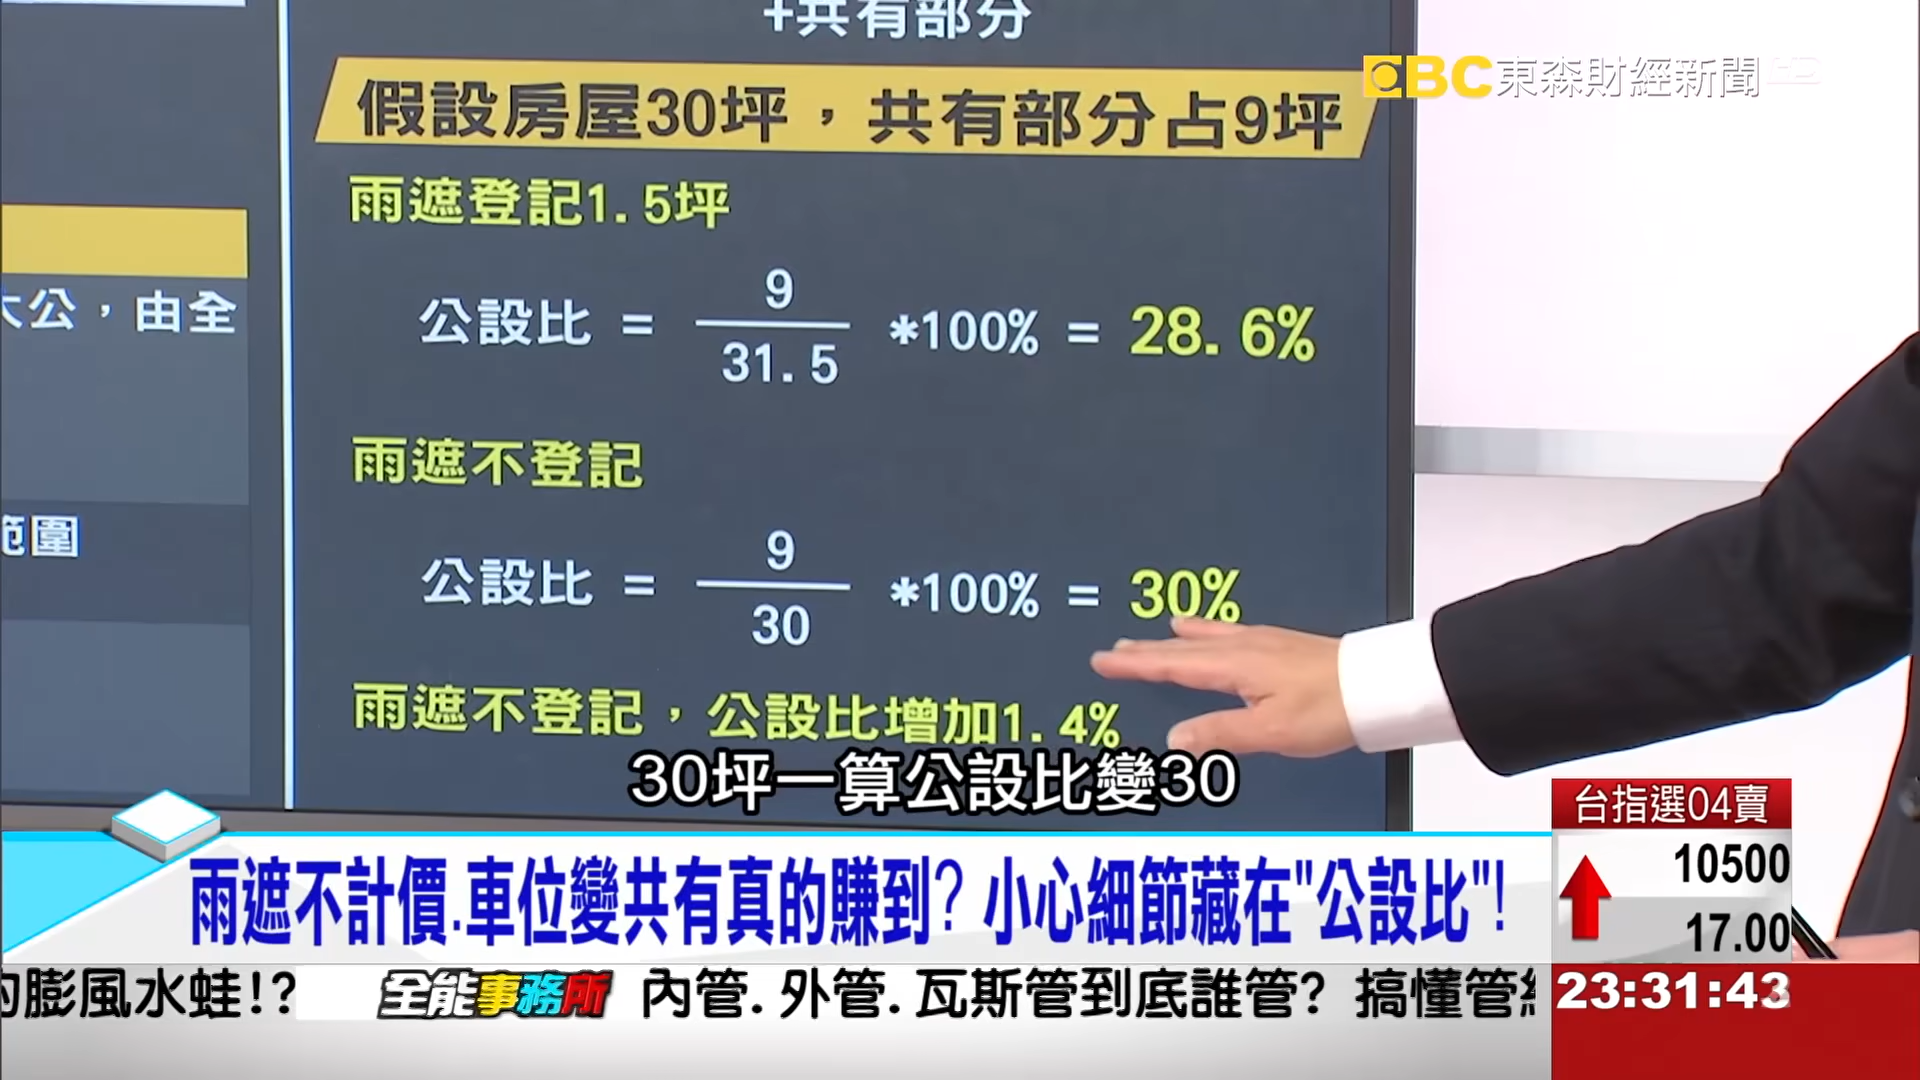 +共有部分
EBC東森財經新聞
假設房屋30坪，共有部分占9坪
雨遮登記1.5坪
公設比 = 9/31.5 *100% = 28.6%
公，由全
雨遮不登記
範圍
公設比 = 9/30 *100% = 30%
雨遮不登記，公設比增加1.4%
30坪一算公設比變30
台指選04賣
10500
17.00
雨遮不計價.車位變共有真的賺到? 小心細節藏在"公設比"!
的膨風水蛙!? 全能事務所 內管.外管.瓦斯管到底誰管? 搞懂管
23:31:43